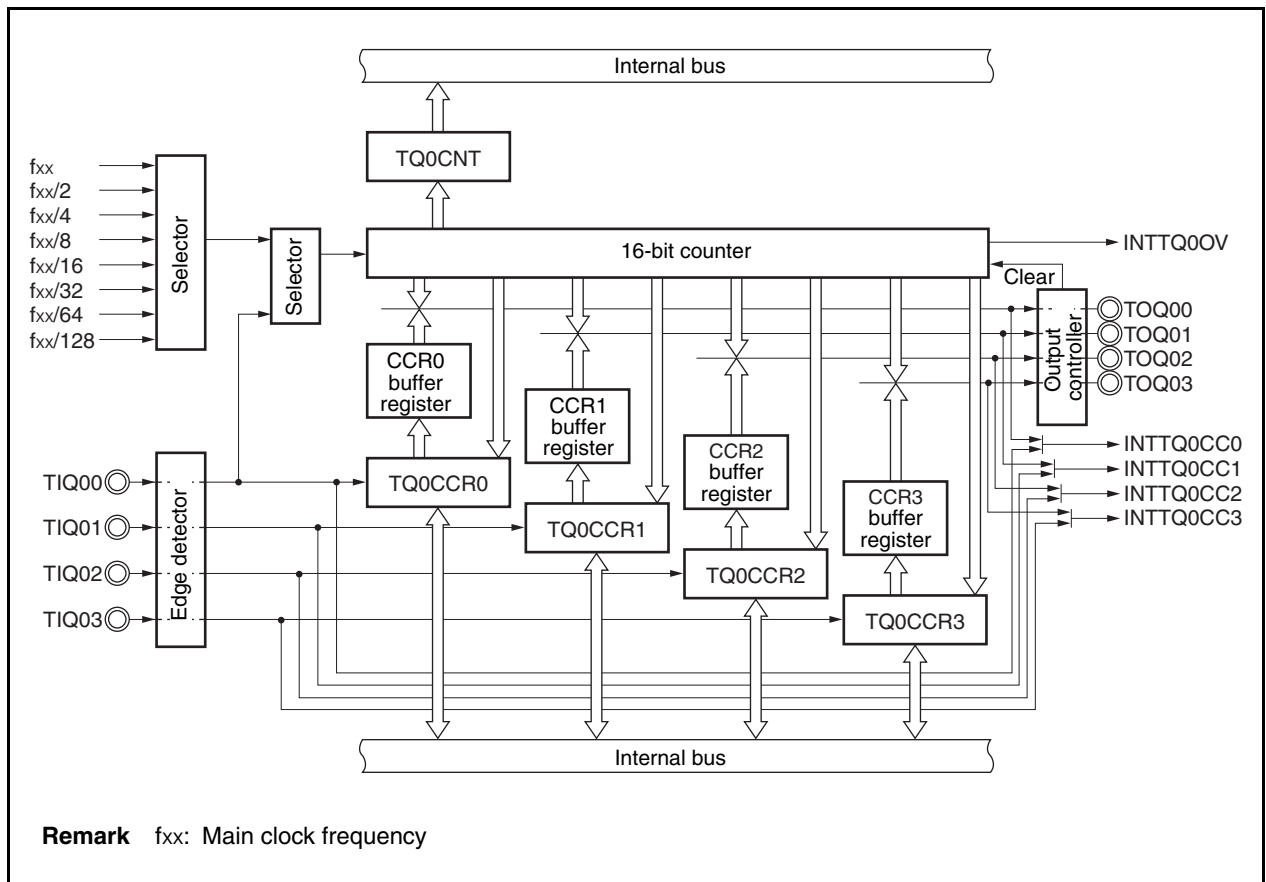 Internal bus
TQ0CNT
fxx
fxx/2
fxx/4
fxx/8
fxx/16
fxx/32
fxx/64
fxx/128
Selector
Selector
16-bit counter
INTTQ0OV
Clear
Output
controller
TOQ00
TOQ01
TOQ02
TOQ03
CCR0
buffer
register
CCR1
buffer
register
CCR2
buffer
register
CCR3
buffer
register
INTTQ0CC0
INTTQ0CC1
INTTQ0CC2
INTTQ0CC3
TIQ00
TIQ01
TIQ02
TIQ03
Edge detector
TQ0CCR0
TQ0CCR1
TQ0CCR2
TQ0CCR3
Internal bus
Remark fxx: Main clock frequency